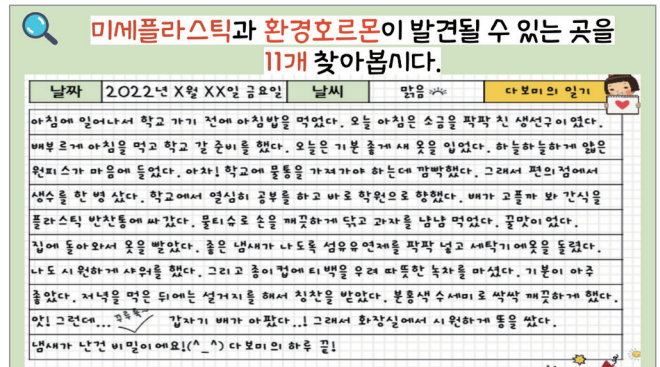 미세플라스틱과 환경호르몬이 발견될 수 있는 곳을
11개 찾아봅시다.
날짜 2022년 X월 XX일 금요일 날씨 맑음 다보미의 일기
아침에 일어나서 학교 가기 전에 아침밥을 먹었다. 오늘 아침은 소금을 팍팍 친 생선구이였다.
배부르게 아침을 먹고 학교 갈 준비를 했다. 오늘은 기분 좋게 새 옷을 입었다. 하늘하늘하게 얇은
원피스가 마음에 들었다. 아차! 학교에 물통을 가져가야 하는데 깜빡했다. 그래서 편의점에서
생수를 한 병 샀다. 학교에서 열심히 공부를 하고 바로 학원으로 향했다. 배가 고플까 봐 간식을
플라스틱 반찬통에 싸 갔다. 물티슈로 손을 깨끗하게 닦고 과자를 냠냠 먹었다. 꿀맛이었다.
집에 돌아와서 옷을 빨았다. 좋은 냄새가 나도록 섬유유연제를 팍팍 넣고 세탁기에 옷을 돌렸다.
나도 시원하게 샤워를 했다. 그리고 종이컵에 티백을 우려 따뜻한 녹차를 마셨다. 기분이 아주
좋았다. 저녁을 먹은 뒤에는 설거지를 해서 칭찬을 받았다. 분홍색 수세미로 싹싹 깨끗하게 했다.
앗! 그런데... 꾸루룩~ 갑자기 배가 아팠다..! 그래서 화장실에서 시원하게 똥을 쌌다.
냄새가 난건 비밀이에요!(^_^) 다보미의 하루 끝!